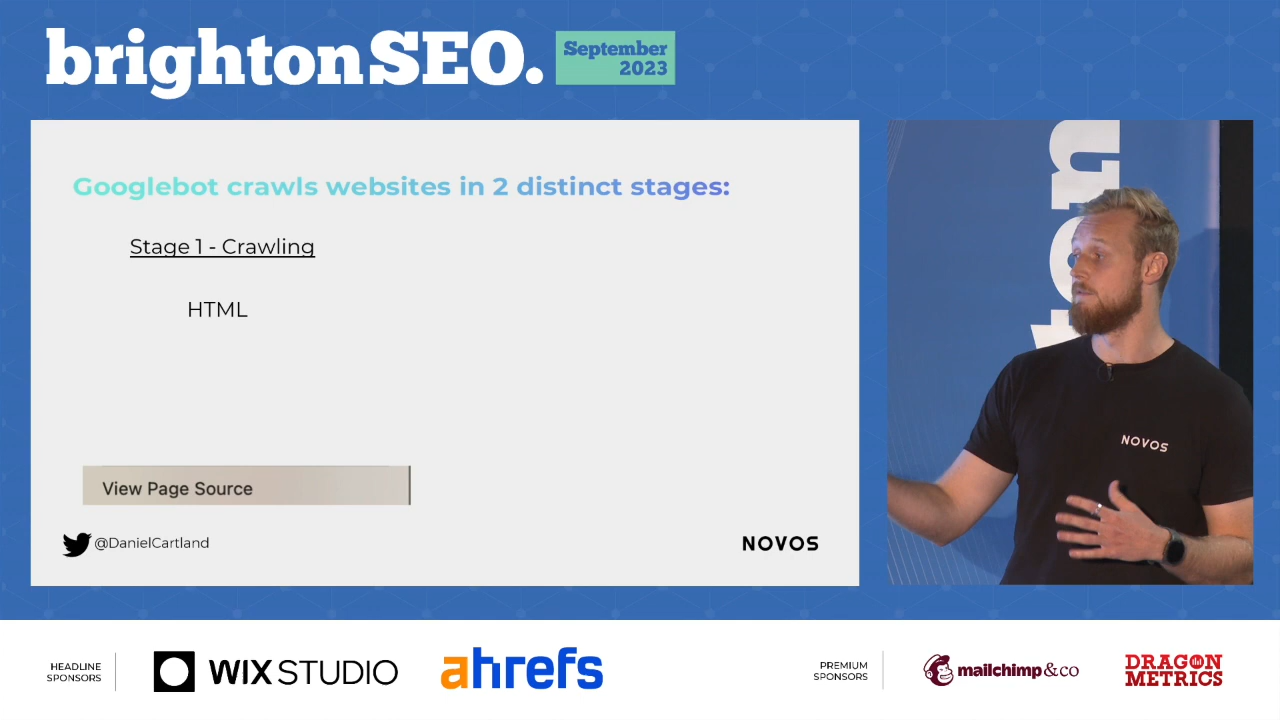 brightonSEO.
September
2023
Googlebot crawls websites in 2 distinct stages:
Stage 1 - Crawling
HTML
View Page Source
@DanielCartland
NOVOS
NOVOS
HEADLINE
SPONSORS
WIX STUDIO
ahrefs
PREMIUM
SPONSORS
mailchimp&co
DRAGON
METRICS